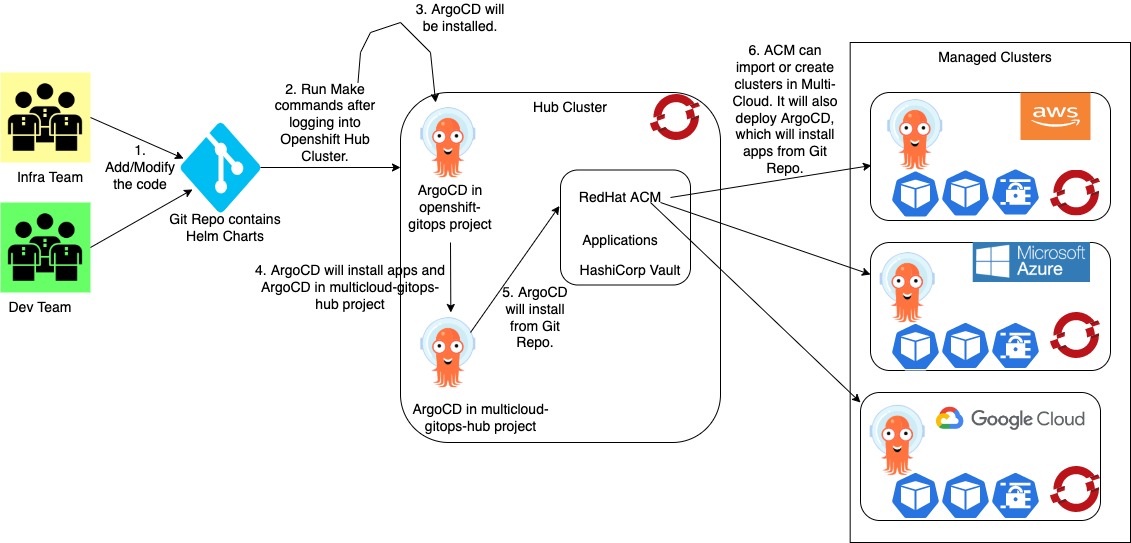 3. ArgoCD will
be installed.
6. ACM can
import or create
clusters in Multi-
Cloud. It will also
deploy ArgoCD,
which will install
apps from Git
Repo.
Managed Clusters
2. Run Make
commands after
logging into
Openshift Hub
Cluster.
Hub Cluster
aws
1.
Add/Modify
the code
Infra Team
Git Repo contains
Helm Charts
ArgoCD in
openshift-
gitops project
RedHat ACM
Applications
HashiCorp Vault
Microsoft
Azure
Dev Team
4. ArgoCD will install apps and
ArgoCD in multicloud-gitops-
hub project
5. ArgoCD
will install
from Git
Repo.
ArgoCD in multicloud-
gitops-hub project
Google Cloud